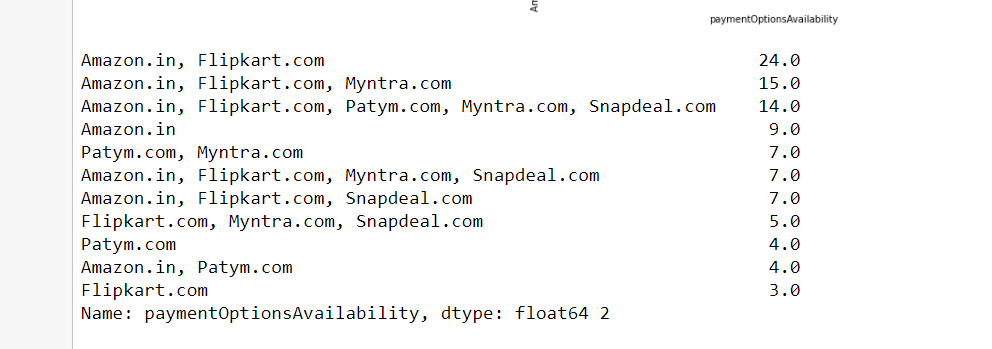 An
paymentOptionsAvailability
Amazon.in, Flipkart.com 24.0
Amazon.in, Flipkart.com, Myntra.com 15.0
Amazon.in, Flipkart.com, Patym.com, Myntra.com, Snapdeal.com 14.0
Amazon.in 9.0
Patym.com, Myntra.com 7.0
Amazon.in, Flipkart.com, Myntra.com, Snapdeal.com 7.0
Amazon.in, Flipkart.com, Snapdeal.com 7.0
Flipkart.com, Myntra.com, Snapdeal.com 5.0
Patym.com 4.0
Amazon.in, Patym.com 4.0
Flipkart.com 3.0
Name: paymentOptionsAvailability, dtype: float64 2